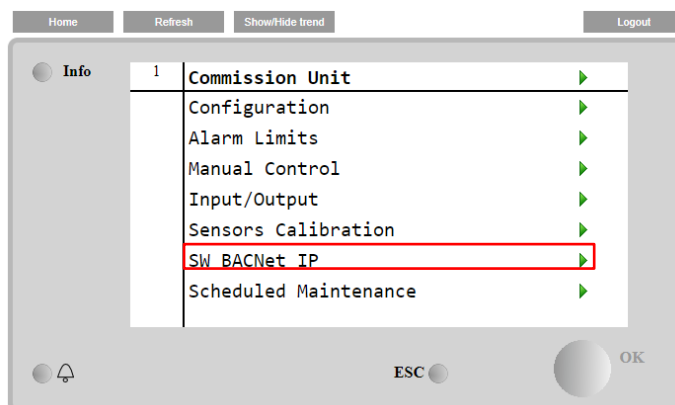 Home Refresh Show/Hide trend Logout
Info
1 Commission Unit
Configuration
Alarm Limits
Manual Control
Input/Output
Sensors Calibration
SW BACNet IP
Scheduled Maintenance
ESC OK